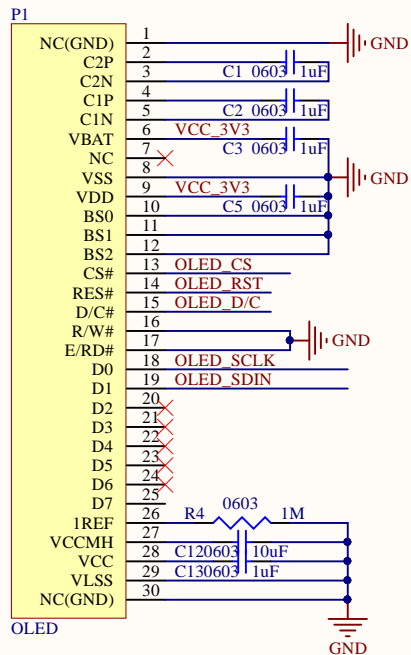 P1
NC(GND) 1 GND
C2P 2
C2N 3 C1 0603 1uF
C1P 4
C1N 5 C2 0603 1uF
VBAT 6 VCC_3V3
NC 7 C3 0603 1uF
VSS 8 GND
VDD 9 VCC_3V3
BS0 10 C5 0603 1uF
BS1 11
BS2 12
CS# 13 OLED_CS
RES# 14 OLED_RST
D/C# 15 OLED_D/C
R/W# 16
E/RD# 17 GND
D0 18 OLED_SCLK
D1 19 OLED_SDIN
D2 20
D3 21
D4 22
D5 23
D6 24
D7 25 0603
1REF 26 R4 1M
VCCMH 27
VCC 28 C120603 10uF
VLSS 29 C130603 1uF
NC(GND) 30
OLED
GND